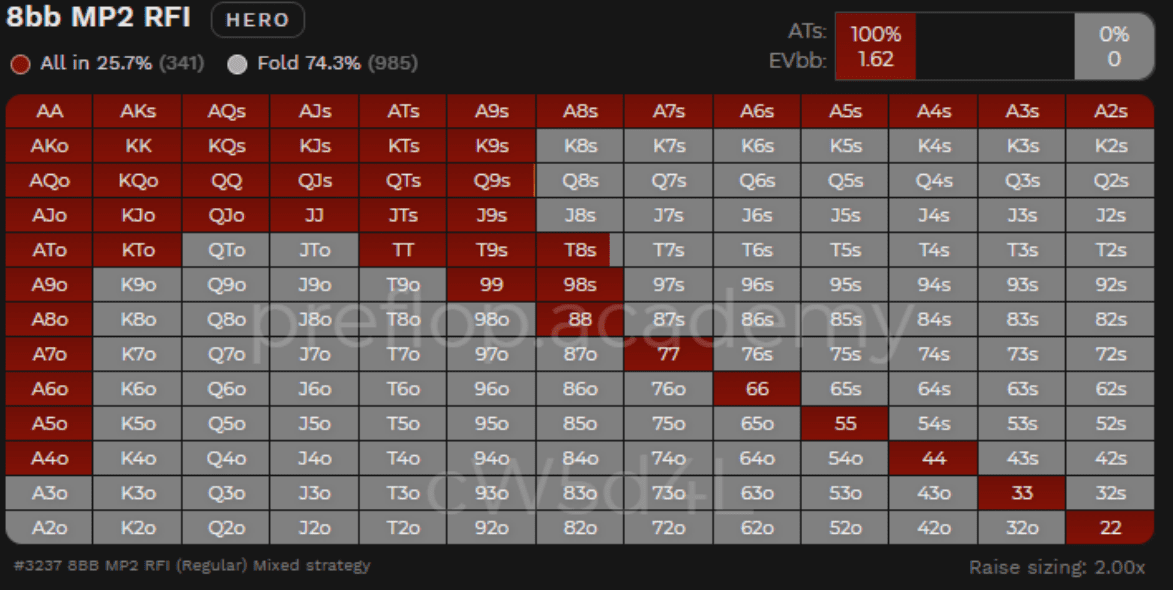 8bb MP2 RFI HERO
ATs: 100% 0%
EVbb: 1.62 0
All in 25.7% (341) Fold 74.3% (985)
AA AKs AQs AJs ATs A9s A8s A7s A6s A5s A4s A3s A2s
AKo KK KQs KJs KTs K9s K8s K7s K6s K5s K4s K3s K2s
AQo KQo QQ QJs QTs Q9s Q8s Q7s Q6s Q5s Q4s Q3s Q2s
AJo KJo QJo JJ JTs J9s J8s J7s J6s J5s J4s J3s J2s
ATo KTo QTo JTo TT T9s T8s T7s T6s T5s T4s T3s T2s
A9o K9o Q9o J9o T9o 99 98s 97s 96s 95s 94s 93s 92s
A8o K8o Q8o J8o T8o 98o 88 87s 86s 85s 84s 83s 82s
preflop.academy
A7o K7o Q7o J7o T7o 97o 87o 77 76s 75s 74s 73s 72s
A6o K6o Q6o J6o T6o 96o 86o 76o 66 65s 64s 63s 62s
A5o K5o Q5o J5o T5o 95o 85o 75o 65o 55 54s 53s 52s
A4o K4o Q4o J4o T4o 94o 84o 74o 64o 54o 44 43s 42s
A3o K3o Q3o J3o T3o 93o 83o 73o 63o 53o 43o 33 32s
cW5d4L
A2o K2o Q2o J2o T2o 92o 82o 72o 62o 52o 42o 32o 22
#3237 8BB MP2 RFI (Regular) Mixed strategy Raise sizing: 2.00x